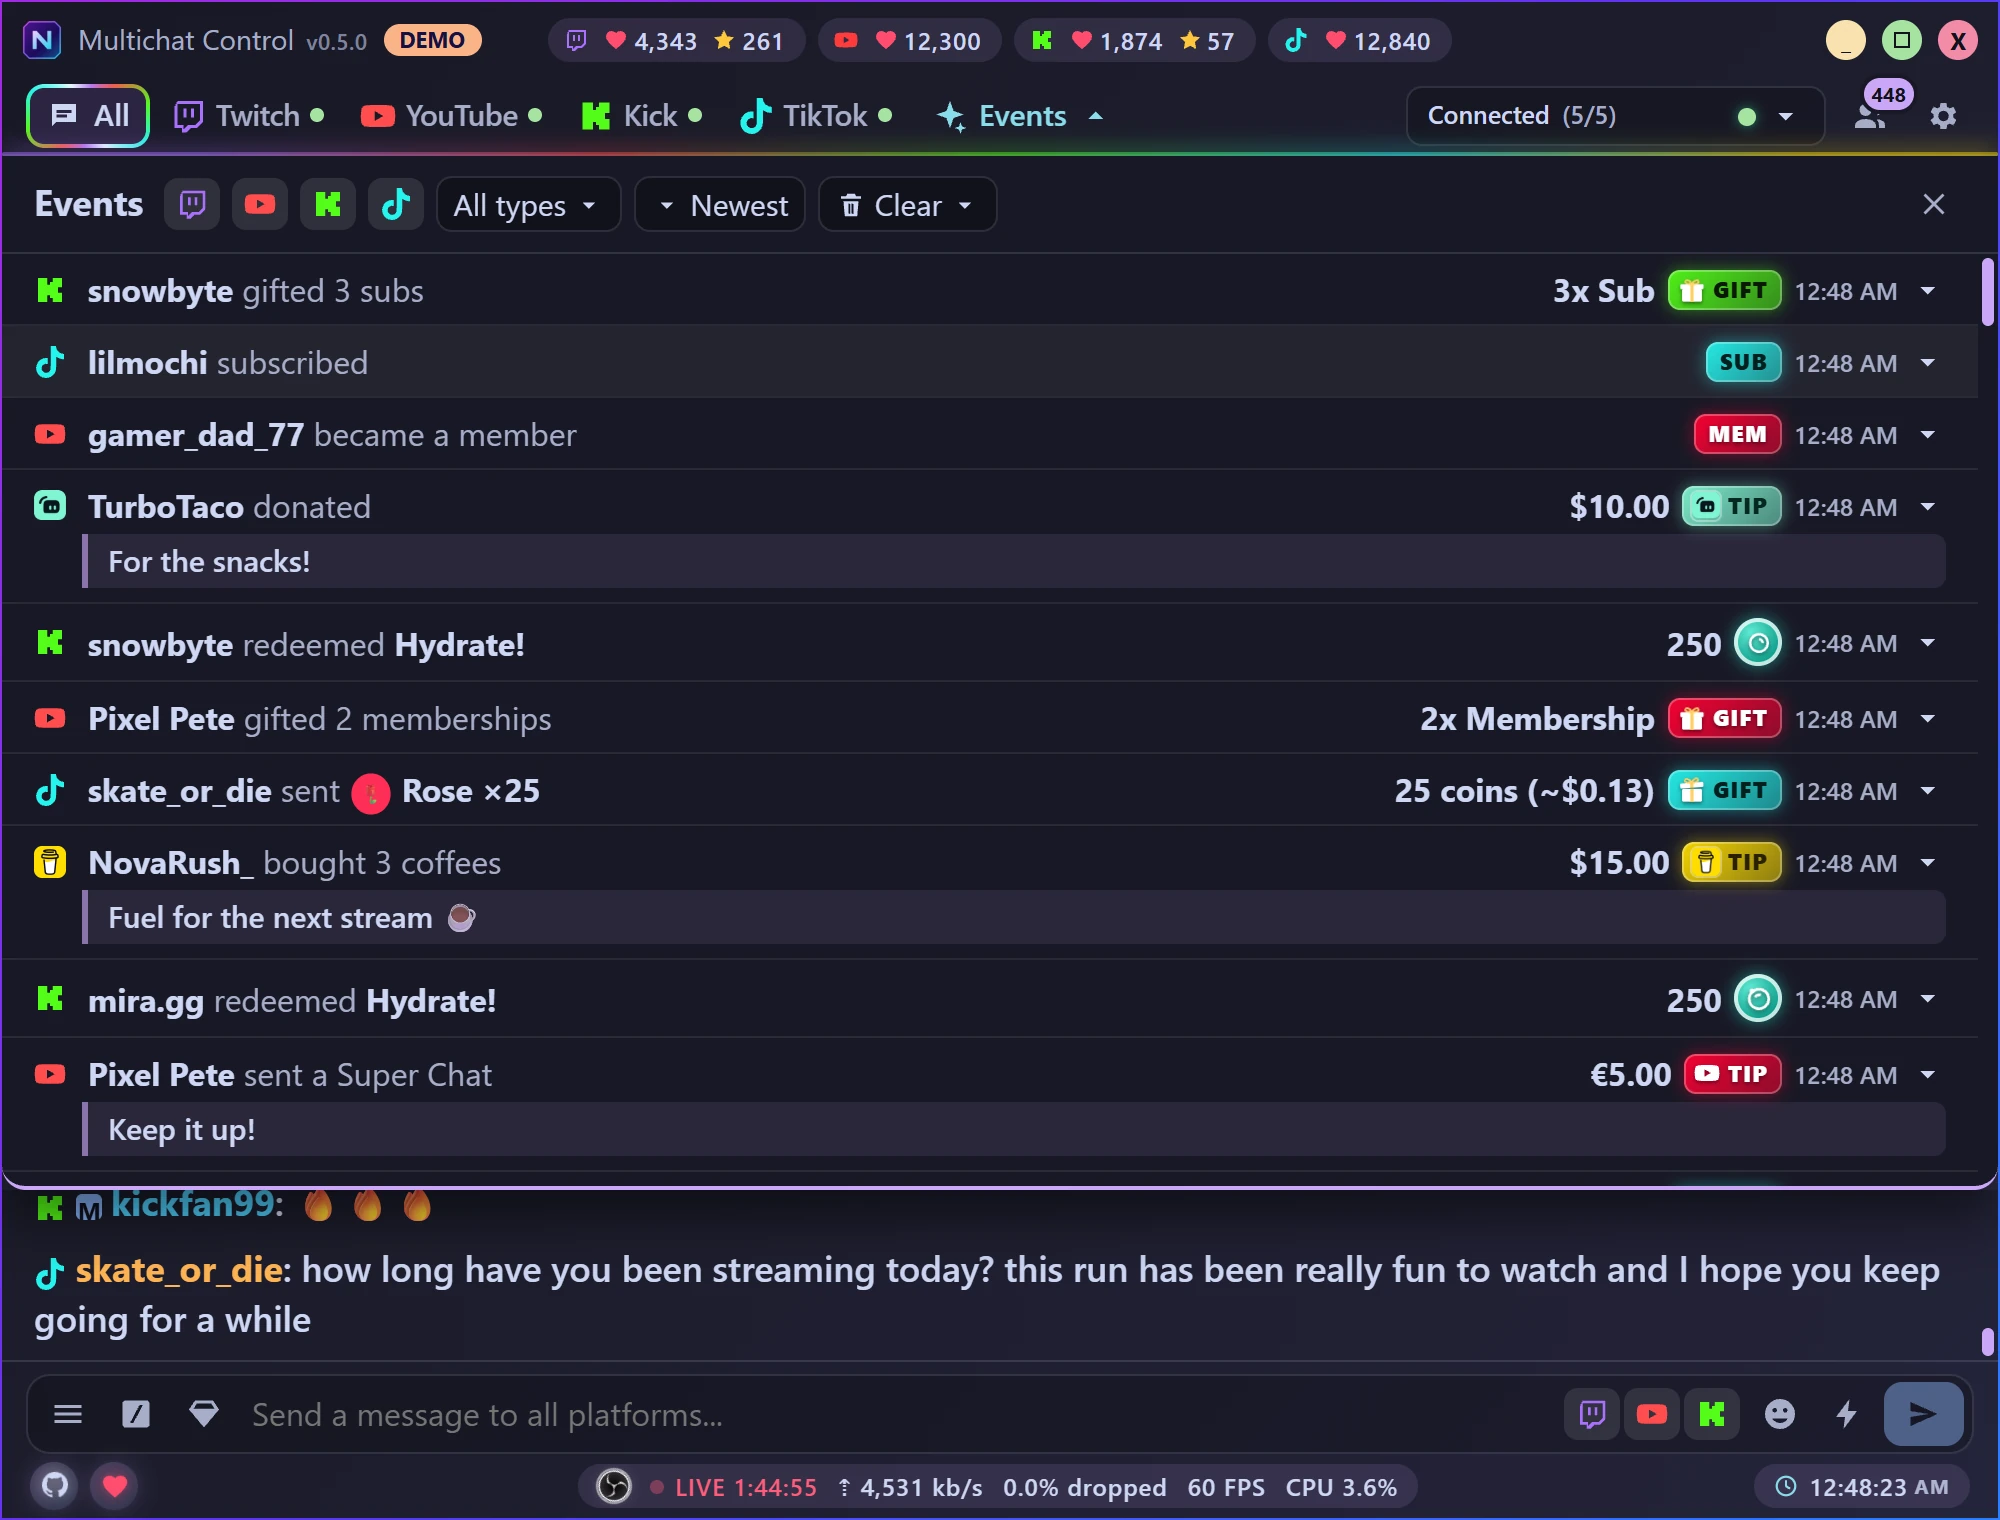 N Multichat Control v0.5.0 DEMO 4,343 261 12,300 1,874 57 12,840 _ X
All Twitch YouTube Kick TikTok Events Connected (5/5) 448
Events All types Newest Clear
snowbyte gifted 3 subs 3x Sub GIFT 12:48 AM
lilmochi subscribed SUB 12:48 AM
gamer_dad_77 became a member MEM 12:48 AM
TurboTaco donated $10.00 TIP 12:48 AM
For the snacks!
snowbyte redeemed Hydrate! 250 12:48 AM
Pixel Pete gifted 2 memberships 2x Membership GIFT 12:48 AM
skate_or_die sent Rose ×25 25 coins (~$0.13) GIFT 12:48 AM
NovaRush_ bought 3 coffees $15.00 TIP 12:48 AM
Fuel for the next stream
mira.gg redeemed Hydrate! 250 12:48 AM
Pixel Pete sent a Super Chat €5.00 TIP 12:48 AM
Keep it up!
M kickfan99:
skate_or_die: how long have you been streaming today? this run has been really fun to watch and I hope you keep
going for a while
Send a message to all platforms...
LIVE 1:44:55 4,531 kb/s 0.0% dropped 60 FPS CPU 3.6% 12:48:23 AM